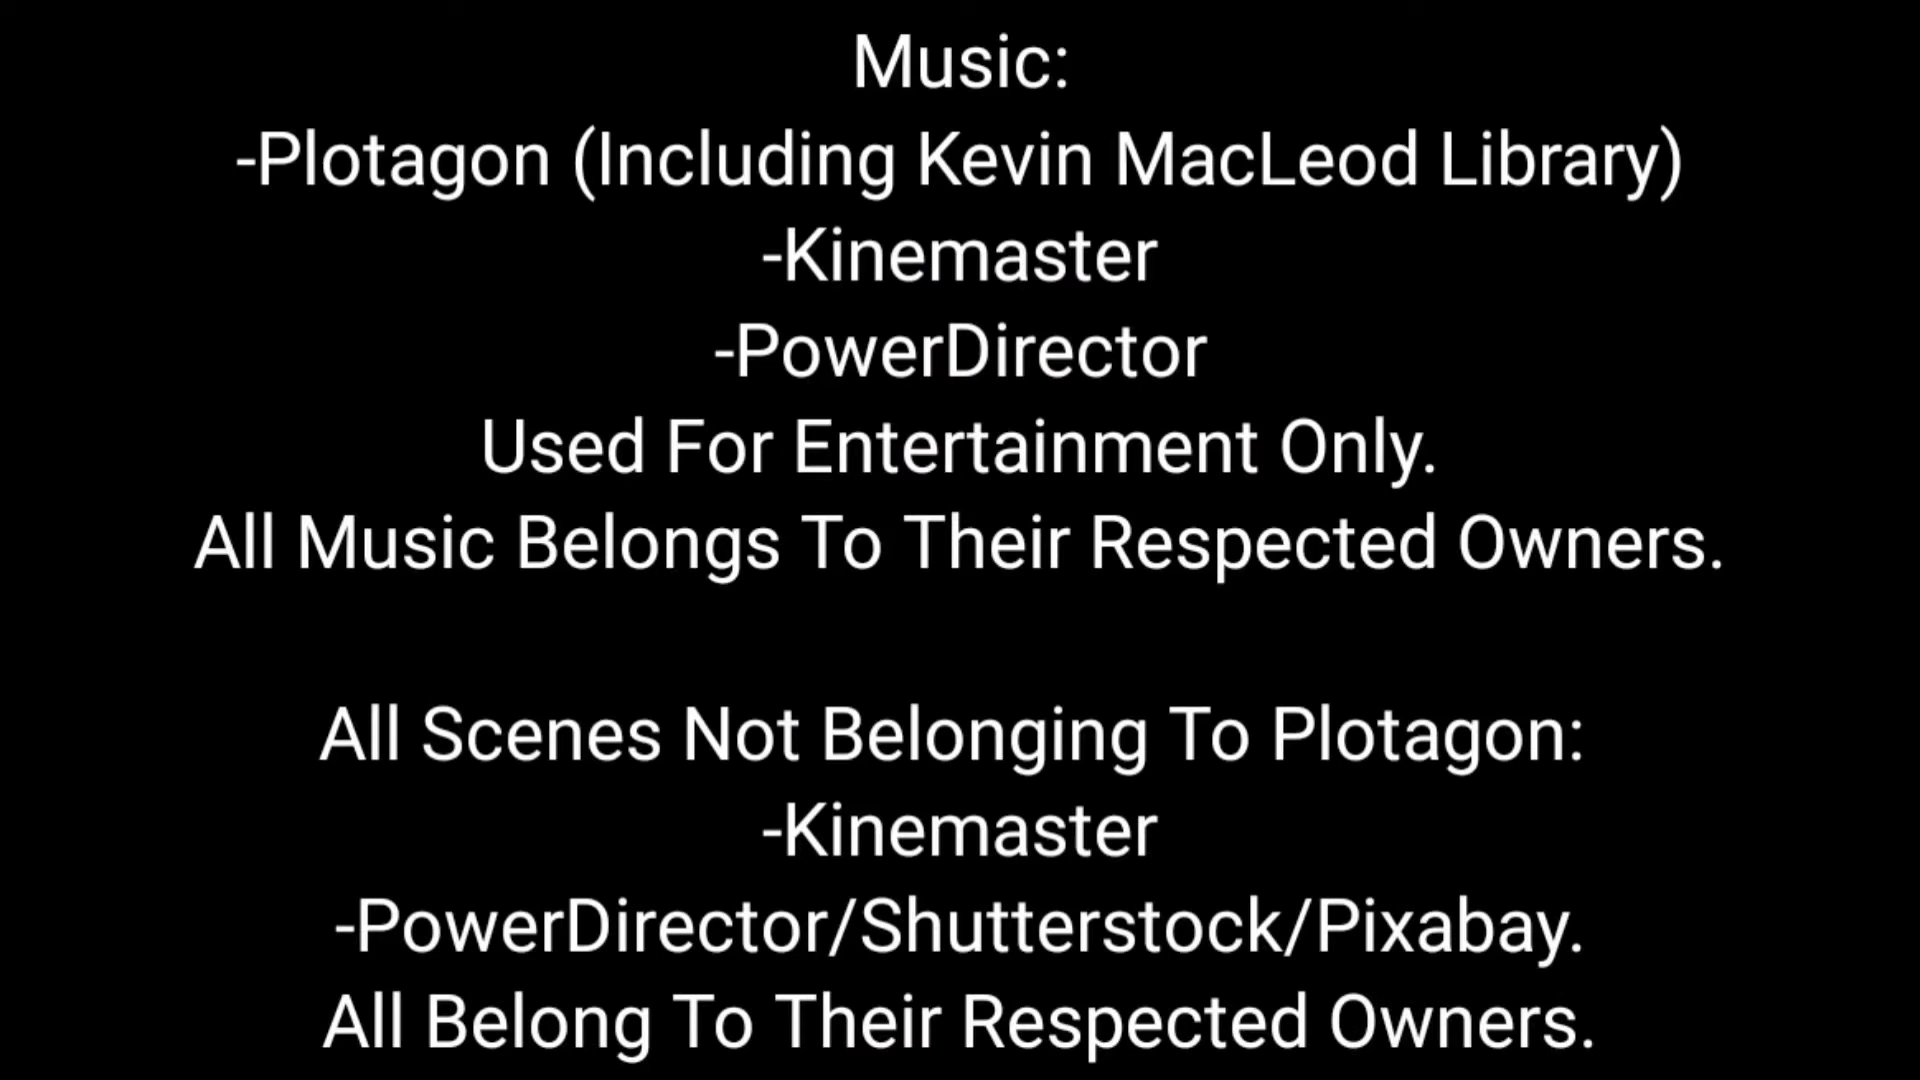 Music:
-Plotagon (Including Kevin MacLeod Library)
-Kinemaster
-PowerDirector
Used For Entertainment Only.
All Music Belongs To Their Respected Owners.
All Scenes Not Belonging To Plotagon:
-Kinemaster
-PowerDirector/Shutterstock/Pixabay.
All Belong To Their Respected Owners.